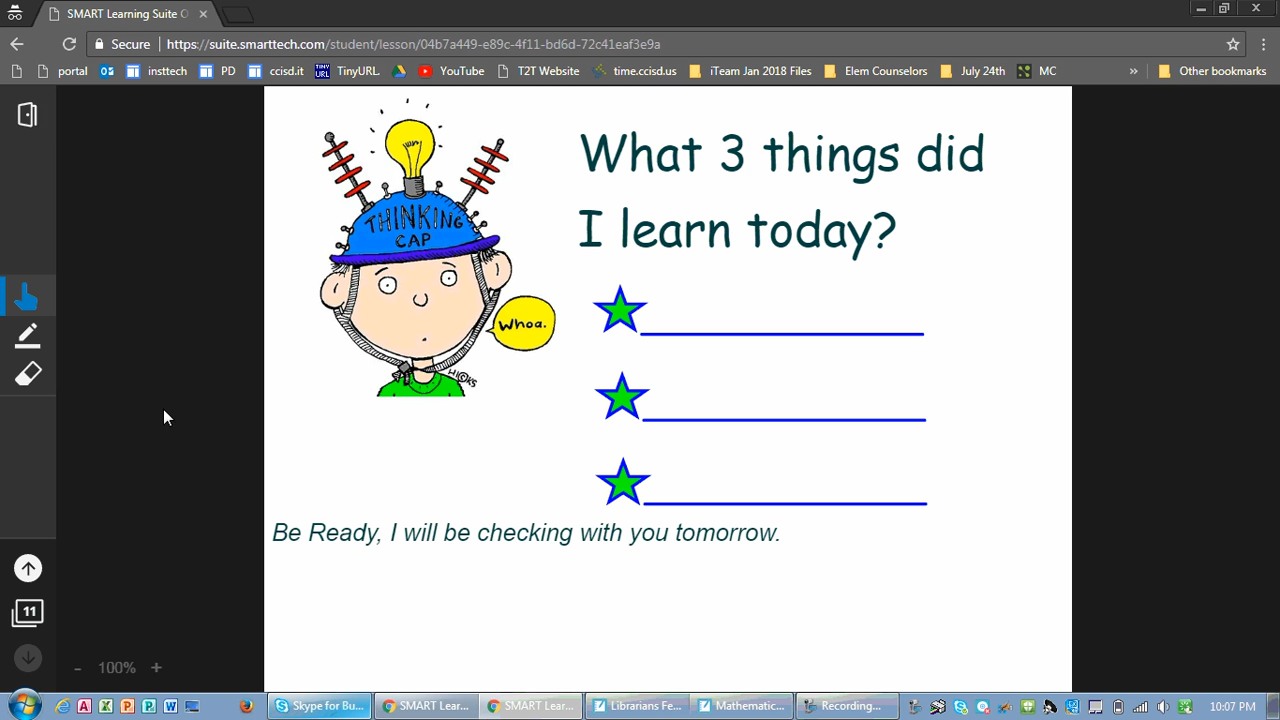 SMART Learning Suite O
Secure
https://suite.smarttech.com/student/lesson/04b7a449-e89c-4f11-bd6d-72c41eaf3e9a
portal
insttech
PD
ccisd.it
TinyURL
YouTube
T2T Website
time.ccisd.us
iTeam Jan 2018 Files
Elem Counselors
July 24th
MC
»
Other bookmarks
THINKING
CAP
Whoa.
HICKS
What 3 things did
I learn today?
Be Ready, I will be checking with you tomorrow.
11
- 100% +
Skype for Bu...
SMART Lear...
SMART Lear...
Librarians Fe...
Mathematic...
Recording...
10:07 PM